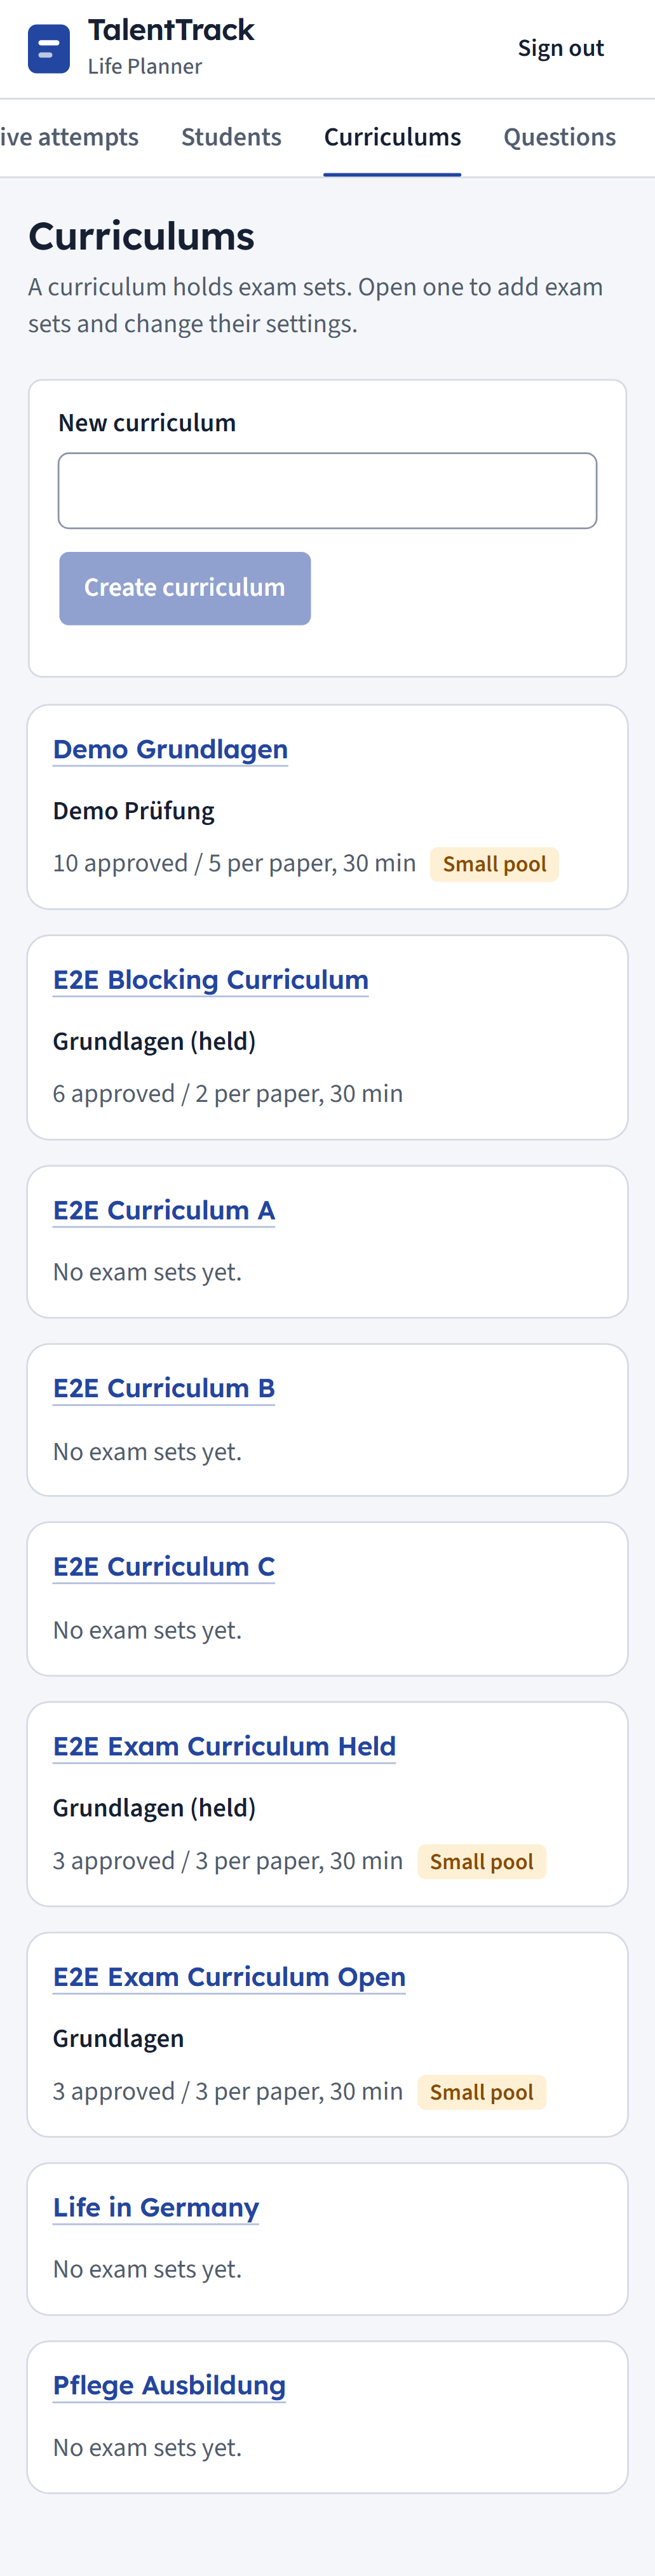 TalentTrack
Life Planner
Sign out
ive attempts
Students
Curriculums
Questions
Curriculums
A curriculum holds exam sets. Open one to add exam
sets and change their settings.
New curriculum
Create curriculum
Demo Grundlagen
Demo Prüfung
10 approved / 5 per paper, 30 min Small pool
E2E Blocking Curriculum
Grundlagen (held)
6 approved / 2 per paper, 30 min
E2E Curriculum A
No exam sets yet.
E2E Curriculum B
No exam sets yet.
E2E Curriculum C
No exam sets yet.
E2E Exam Curriculum Held
Grundlagen (held)
3 approved / 3 per paper, 30 min Small pool
E2E Exam Curriculum Open
Grundlagen
3 approved / 3 per paper, 30 min Small pool
Life in Germany
No exam sets yet.
Pflege Ausbildung
No exam sets yet.